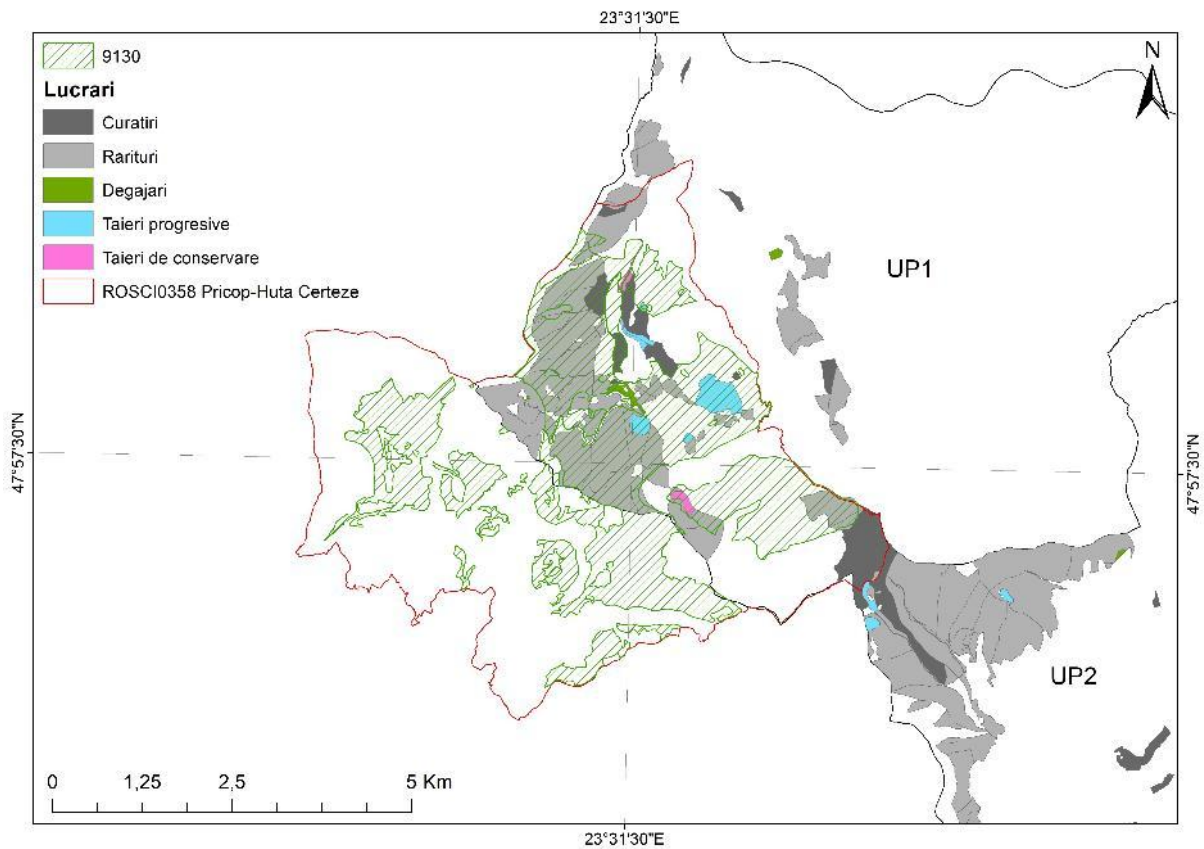 23°31'30"E
9130
N
Lucrari
Curatiri
Rarituri
Degajari
Taieri progresive
Taieri de conservare
ROSCI0358 Pricop-Huta Certeze
UP1
47°57'30"N
47°57'30"N
UP2
0 1,25 2,5 5 Km
23°31'30"E